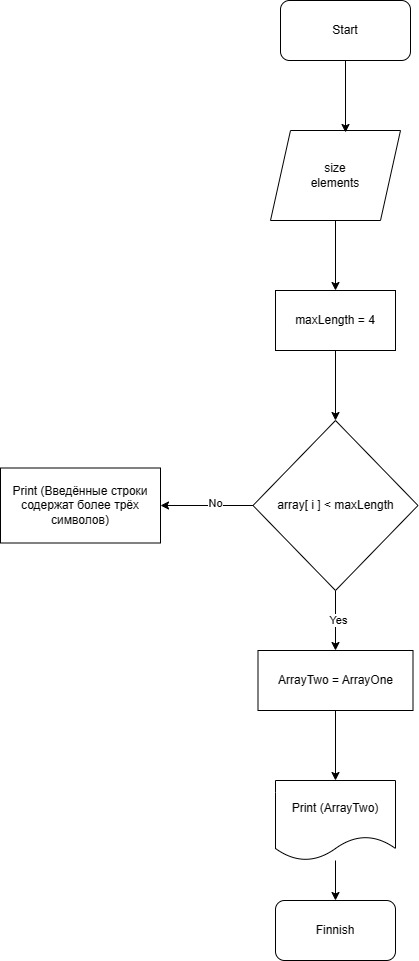 Start
size
elements
maxLength = 4
array[ i ] < maxLength
No
Print (Введённые строки
содержат более трёх
символов)
Yes
ArrayTwo = ArrayOne
Print (ArrayTwo)
Finnish